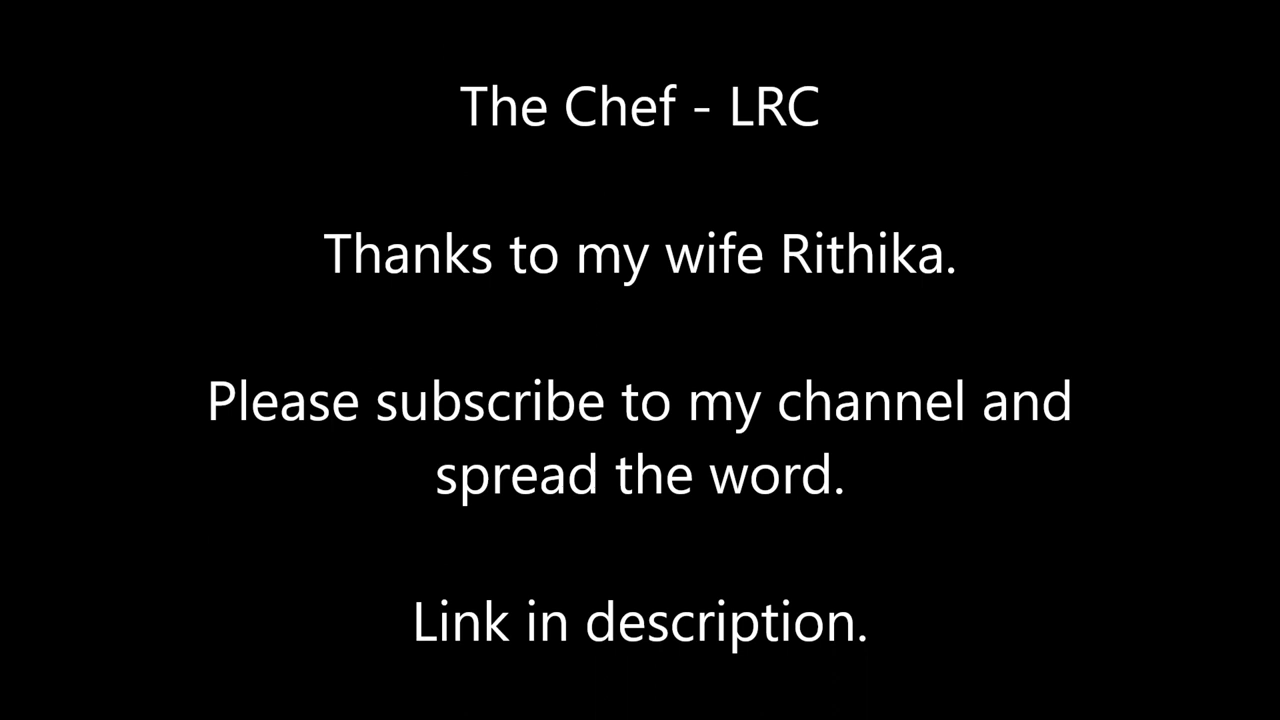 The Chef - LRC
Thanks to my wife Rithika.
Please subscribe to my channel and
spread the word.
Link in description.